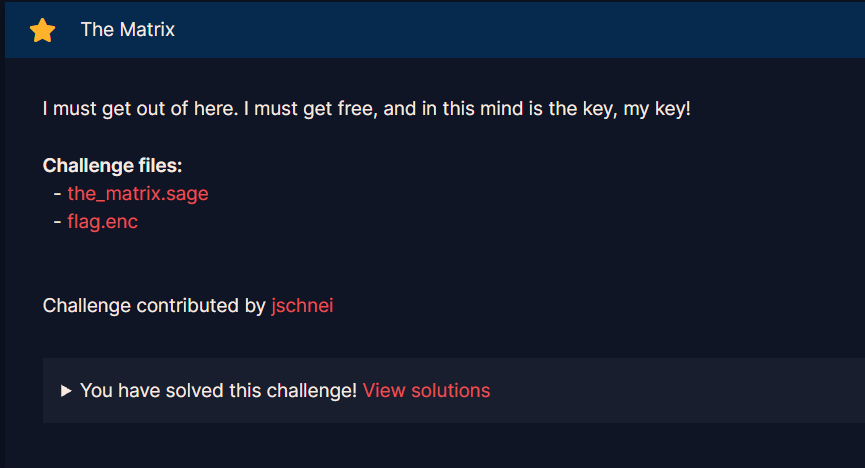 The Matrix
I must get out of here. I must get free, and in this mind is the key, my key!
Challenge files:
- the_matrix.sage
- flag.enc
Challenge contributed by jschnei
You have solved this challenge! View solutions